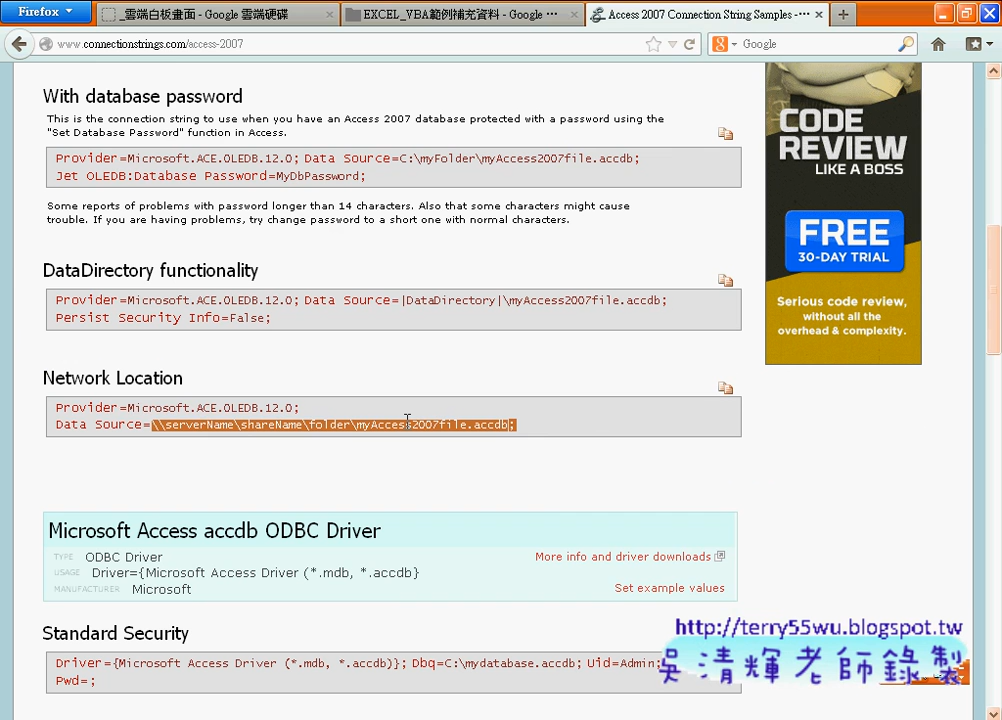 Firefox
_雲端白板畫面 - Google 雲端硬碟
EXCEL_VBA範例補充資料 - Google ...
Access 2007 Connection String Samples -...
www.connectionstrings.com/access-2007
Google
With database password
This is the connection string to use when you have an Access 2007 database protected with a password using the
"Set Database Password" function in Access.
Provider=Microsoft.ACE.OLEDB.12.0; Data Source=C:\myFolder\myAccess2007file.accdb;
Jet OLEDB:Database Password=MyDbPassword;
Some reports of problems with password longer than 14 characters. Also that some characters might cause
trouble. If you are having problems, try change password to a short one with normal characters.
DataDirectory functionality
Provider=Microsoft.ACE.OLEDB.12.0; Data Source=|DataDirectory|\myAccess2007file.accdb;
Persist Security Info=False;
Network Location
Provider=Microsoft.ACE.OLEDB.12.0;
Data Source=\\serverName\shareName\folder\myAccess2007file.accdb;
Microsoft Access accdb ODBC Driver
TYPE ODBC Driver
More info and driver downloads
USAGE Driver={Microsoft Access Driver (*.mdb, *.accdb}
MANUFACTURER Microsoft
Set example values
Standard Security
Driver={Microsoft Access Driver (*.mdb, *.accdb)}; Dbq=C:\mydatabase.accdb; Uid=Admin;
Pwd=;
CODE
REVIEW
LIKE A BOSS
FREE
30-DAY TRIAL
Serious code review,
without all the
overhead & complexity.
http://terry55wu.blogspot.tw
吳清輝老師錄製